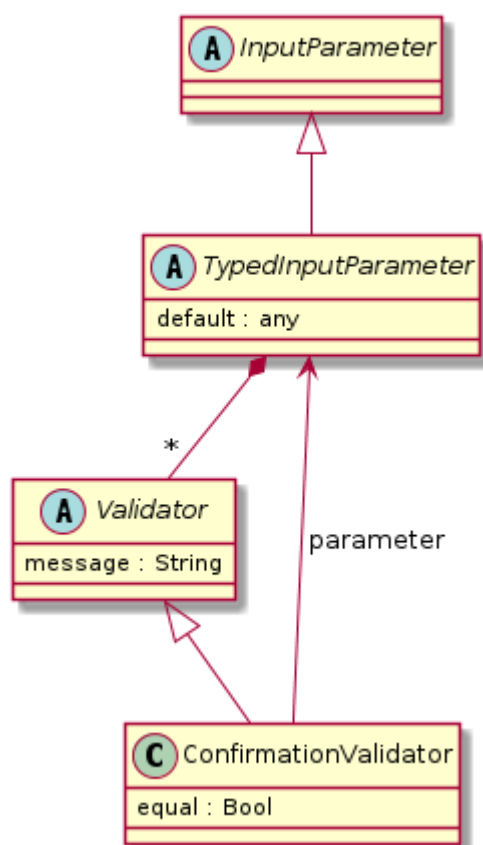 A InputParameter
A TypedInputParameter
default : any
*
A Validator
message : String
parameter
C ConfirmationValidator
equal : Bool